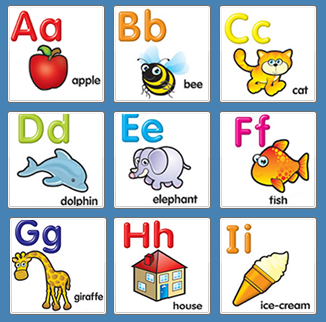 Aa
apple
Bb
bee
Cc
cat
Dd
dolphin
Ee
elephant
Ff
fish
Gg
giraffe
Hh
house
Ii
ice-cream